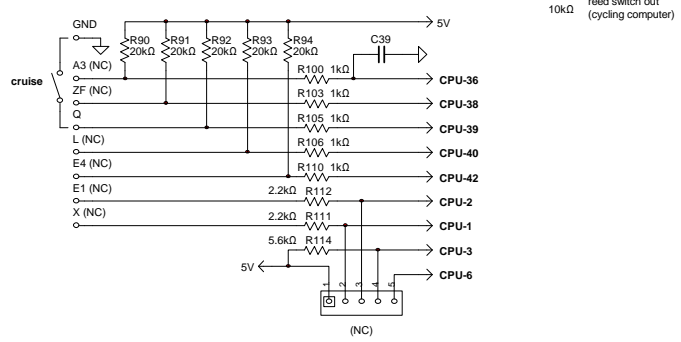 reed switch out
10kΩ (cycling computer)
GND
5V
R90 R91 R92 R93 R94
20kΩ 20kΩ 20kΩ 20kΩ 20kΩ
C39
cruise
A3 (NC)
R100 1kΩ
CPU-36
ZF (NC)
R103 1kΩ
CPU-38
Q
R105 1kΩ
CPU-39
L (NC)
R106 1kΩ
CPU-40
E4 (NC)
R110 1kΩ
CPU-42
E1 (NC)
2.2kΩ R112
CPU-2
X (NC)
2.2kΩ R111
CPU-1
5.6kΩ R114
CPU-3
5V
CPU-6
1 2 3 4 5
(NC)